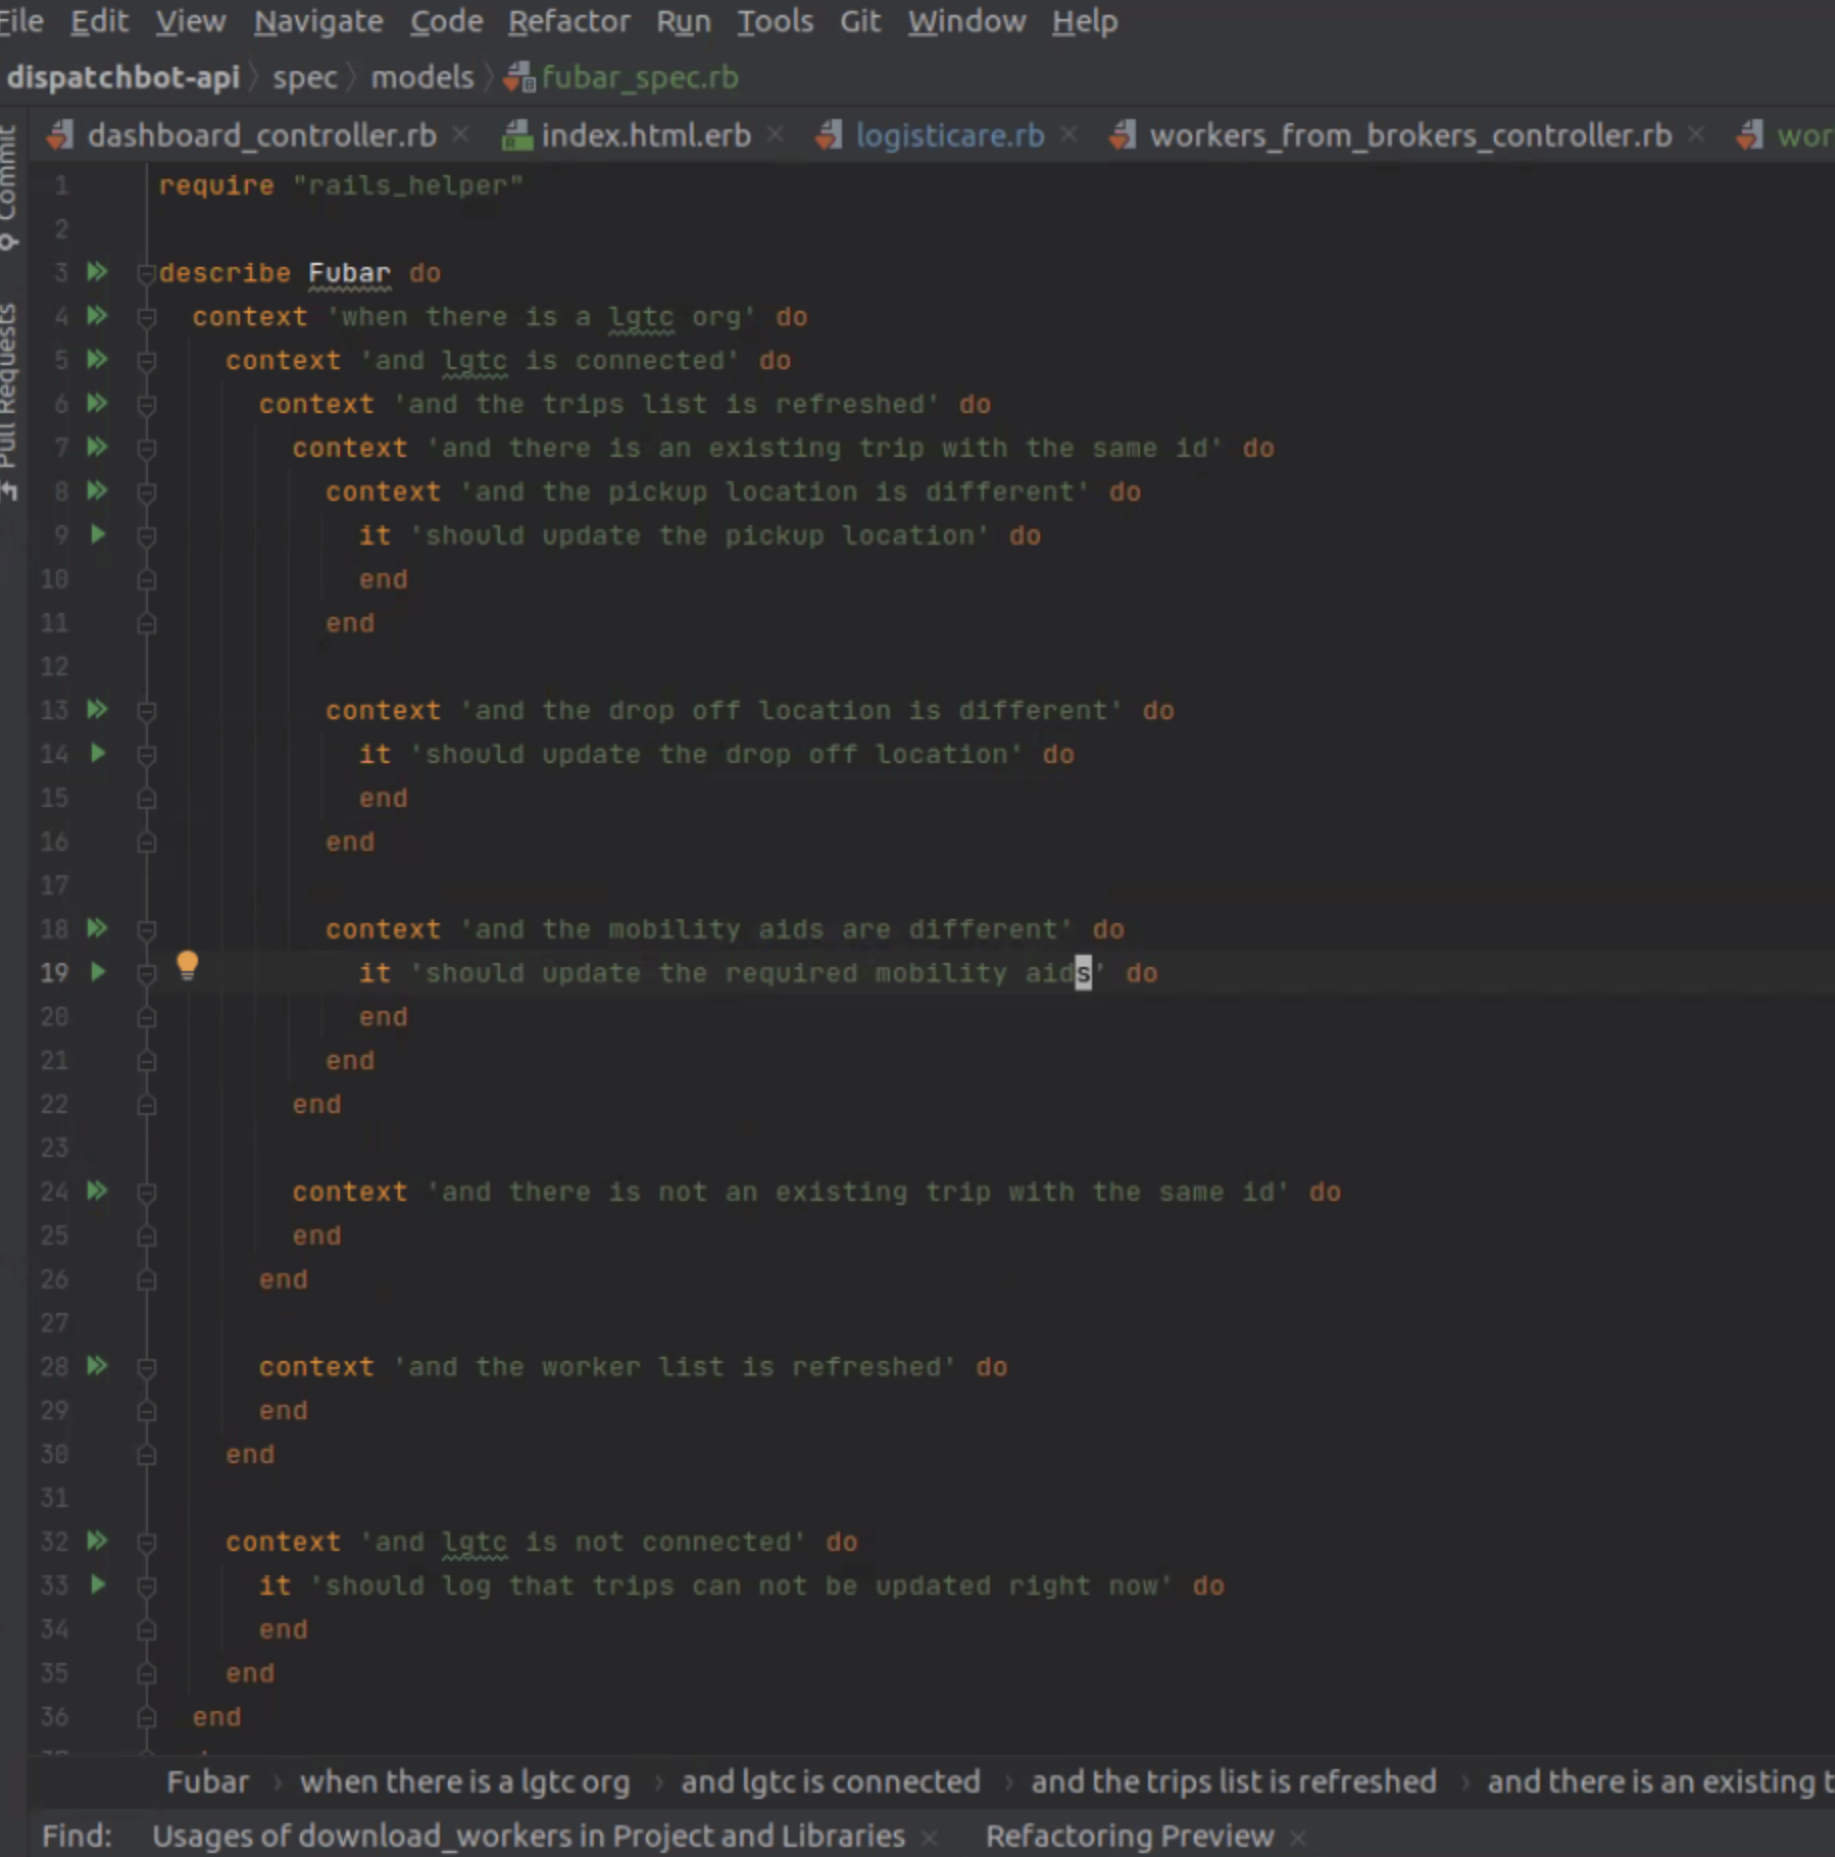 File Edit View Navigate Code Refactor Run Tools Git Window Help
dispatchbot-api spec models fubar_spec.rb
dashboard_controller.rb index.html.erb logisticare.rb workers_from_brokers_controller.rb wor
Commit
Pull Requests
1 require "rails_helper"
2
3 describe Fubar do
4 context 'when there is a lgtc org' do
5 context 'and lgtc is connected' do
6 context 'and the trips list is refreshed' do
7 context 'and there is an existing trip with the same id' do
8 context 'and the pickup location is different' do
9 it 'should update the pickup location' do
10 end
11 end
12
13 context 'and the drop off location is different' do
14 it 'should update the drop off location' do
15 end
16 end
17
18 context 'and the mobility aids are different' do
19 it 'should update the required mobility aids' do
20 end
21 end
22 end
23
24 context 'and there is not an existing trip with the same id' do
25 end
26 end
27
28 context 'and the worker list is refreshed' do
29 end
30 end
31
32 context 'and lgtc is not connected' do
33 it 'should log that trips can not be updated right now' do
34 end
35 end
36 end
Fubar › when there is a lgtc org › and lgtc is connected › and the trips list is refreshed › and there is an existing t
Find: Usages of download_workers in Project and Libraries Refactoring Preview